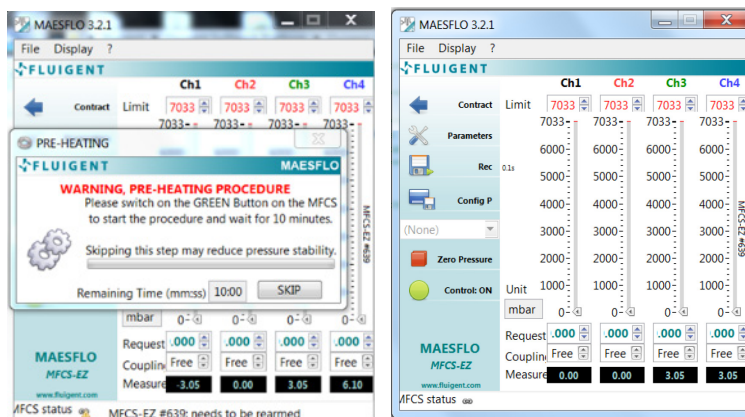 MAESFLO 3.2.1
File Display ?
FLUIGENT
Ch1 Ch2 Ch3 Ch4
Contract Limit 7033 7033 7033 7033
7033 7033 7033 7033
PRE-HEATING
FLUIGENT MAESFLO
WARNING, PRE-HEATING PROCEDURE
Please switch on the GREEN Button on the MFCS
to start the procedure and wait for 10 minutes.
Skipping this step may reduce pressure stability.
Remaining Time (mm:ss) 10:00 SKIP
MFCS-EZ #639
mbar 0 0 0 0
Request .000 .000 .000 .000
Couplin Free Free Free Free
Measure -3.05 0.00 3.05 6.10
MAESFLO
MFCS-EZ
www.fluigent.com
MFCS status MFCS-EZ #639: needs to be rearmed
MAESFLO 3.2.1
File Display ?
FLUIGENT
Ch1 Ch2 Ch3 Ch4
Contract Limit 7033 7033 7033 7033
7033 7033 7033 7033
Parameters
6000 6000 6000 6000
Rec 0.1s
5000 5000 5000 5000
Config P 4000 4000 4000 4000
(None) 3000 3000 3000 3000
Zero Pressure 2000 2000 2000 2000
Control: ON Unit 1000 1000 1000 1000
mbar 0 0 0 0
MFCS-EZ #639
Request .000 .000 .000 .000
Couplin Free Free Free Free
Measure 0.00 0.00 3.05 3.05
MAESFLO
MFCS-EZ
www.fluigent.com
MFCS status